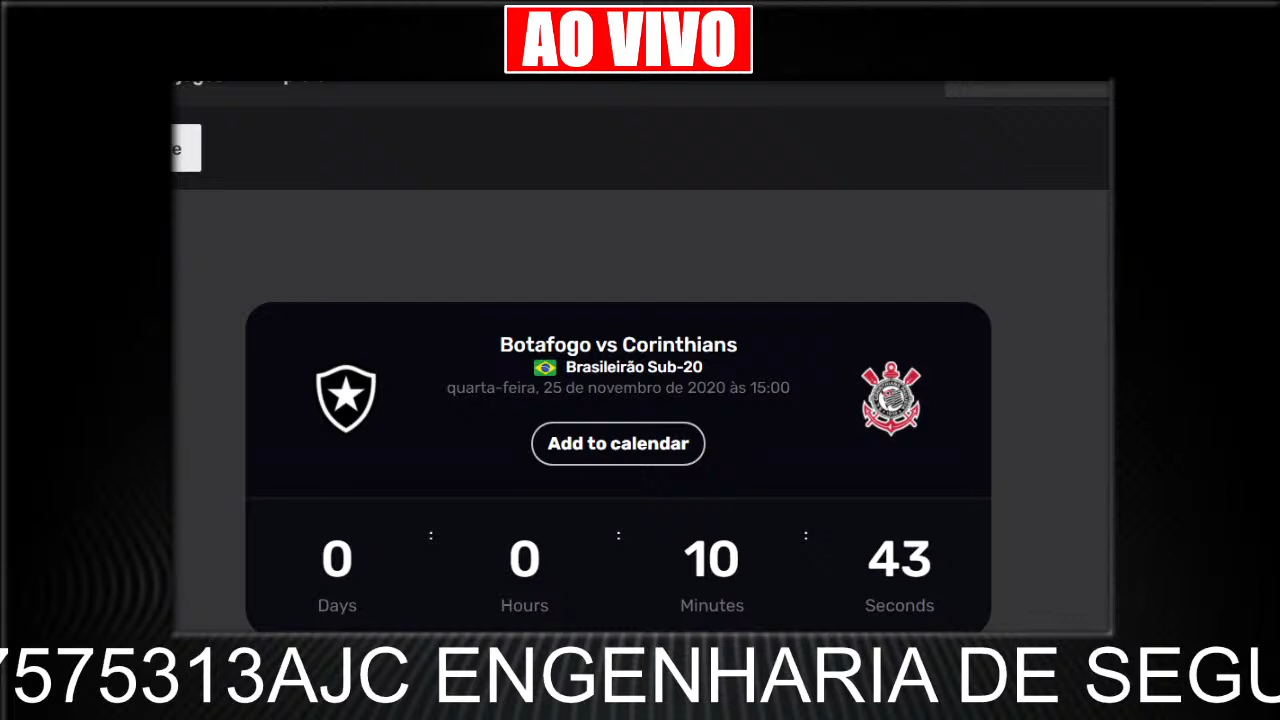 AO VIVO
e
Botafogo vs Corinthians
Brasileirão Sub-20
quarta-feira, 25 de novembro de 2020 às 15:00
Add to calendar
0 : 0 : 10 : 43
Days Hours Minutes Seconds
7575313AJC ENGENHARIA DE SEGU